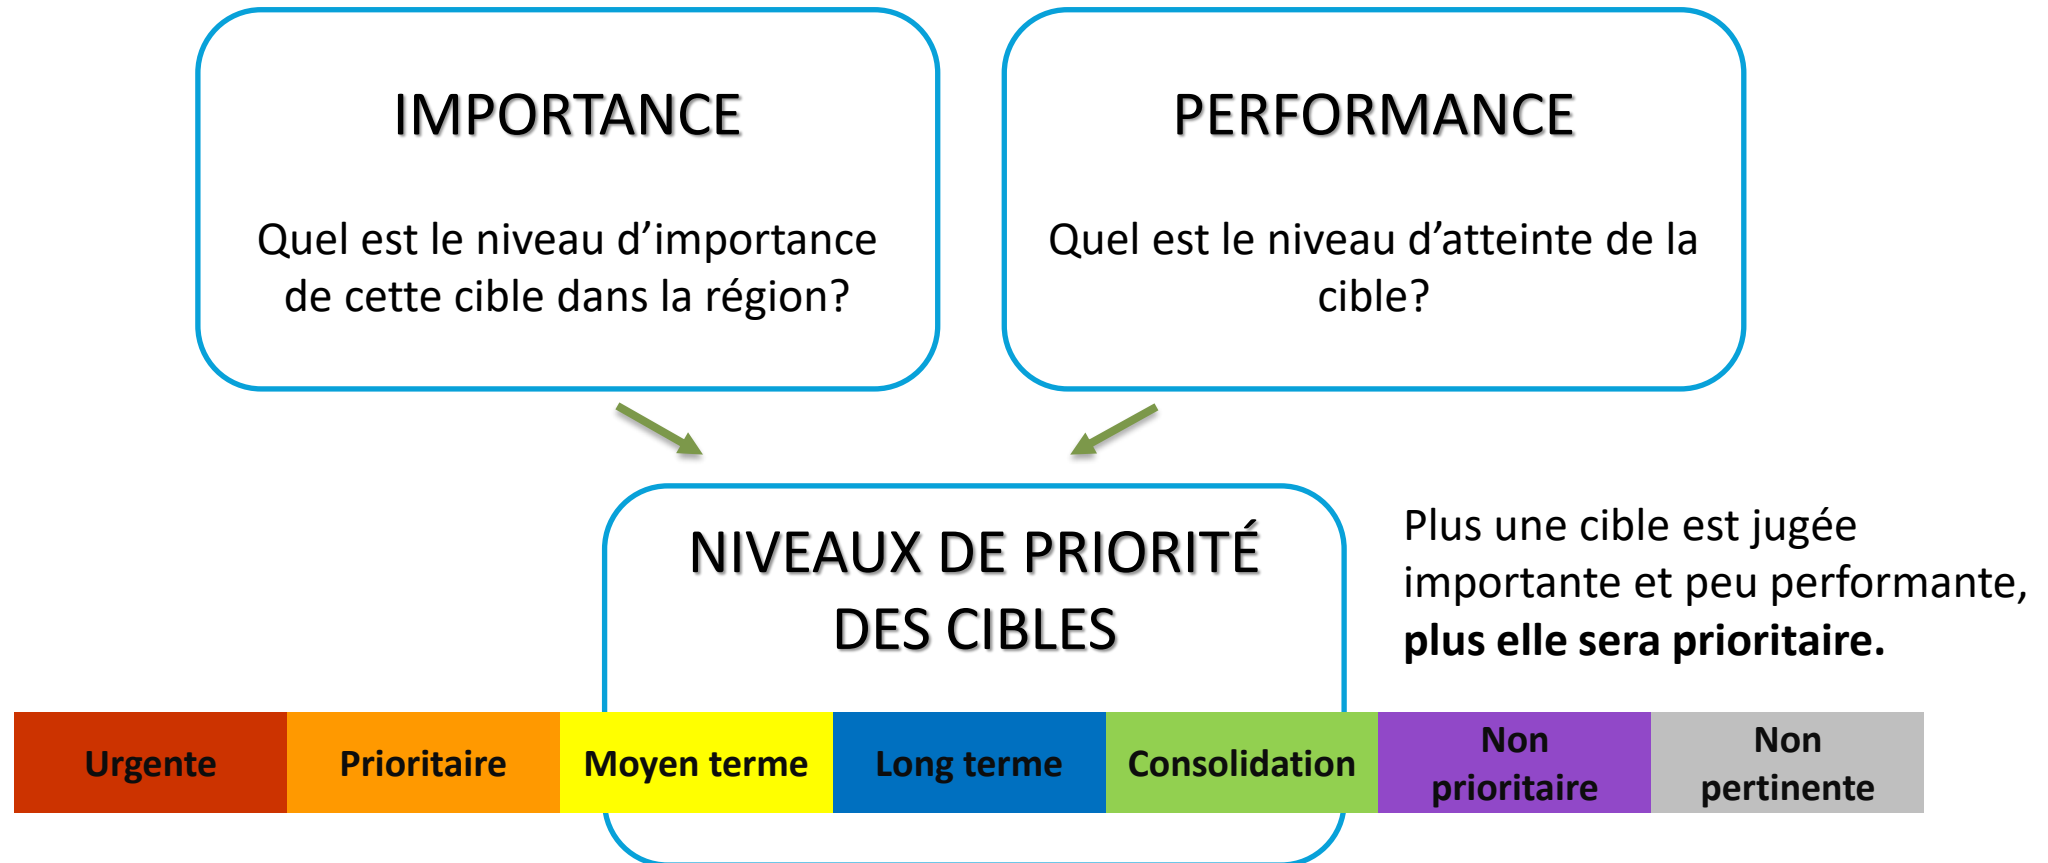 IMPORTANCE
Quel est le niveau d’importance
de cette cible dans la région?
PERFORMANCE
Quel est le niveau d’atteinte de la
cible?
NIVEAUX DE PRIORITÉ
DES CIBLES
Plus une cible est jugée
importante et peu performante,
plus elle sera prioritaire.
Urgente
Prioritaire
Moyen terme
Long terme
Consolidation
Non
prioritaire
Non
pertinente